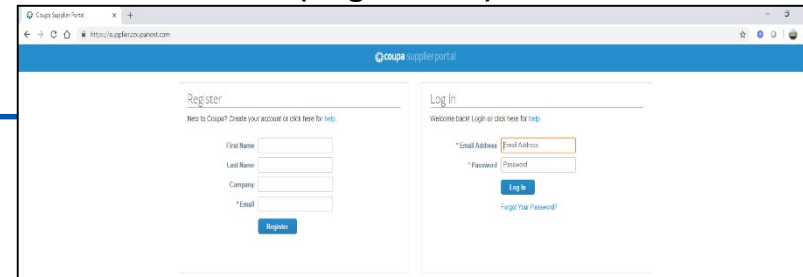 Coupa Supplier Portal
https://supplier.coupahost.com
coupa supplier portal
Register
New to Coupa? Create your account or click here for help.
First Name
Last Name
Company
* Email
Register
Log In
Welcome back! Login or click here for help
* Email Address Email Address
* Password Password
Log In
Forgot Your Password?